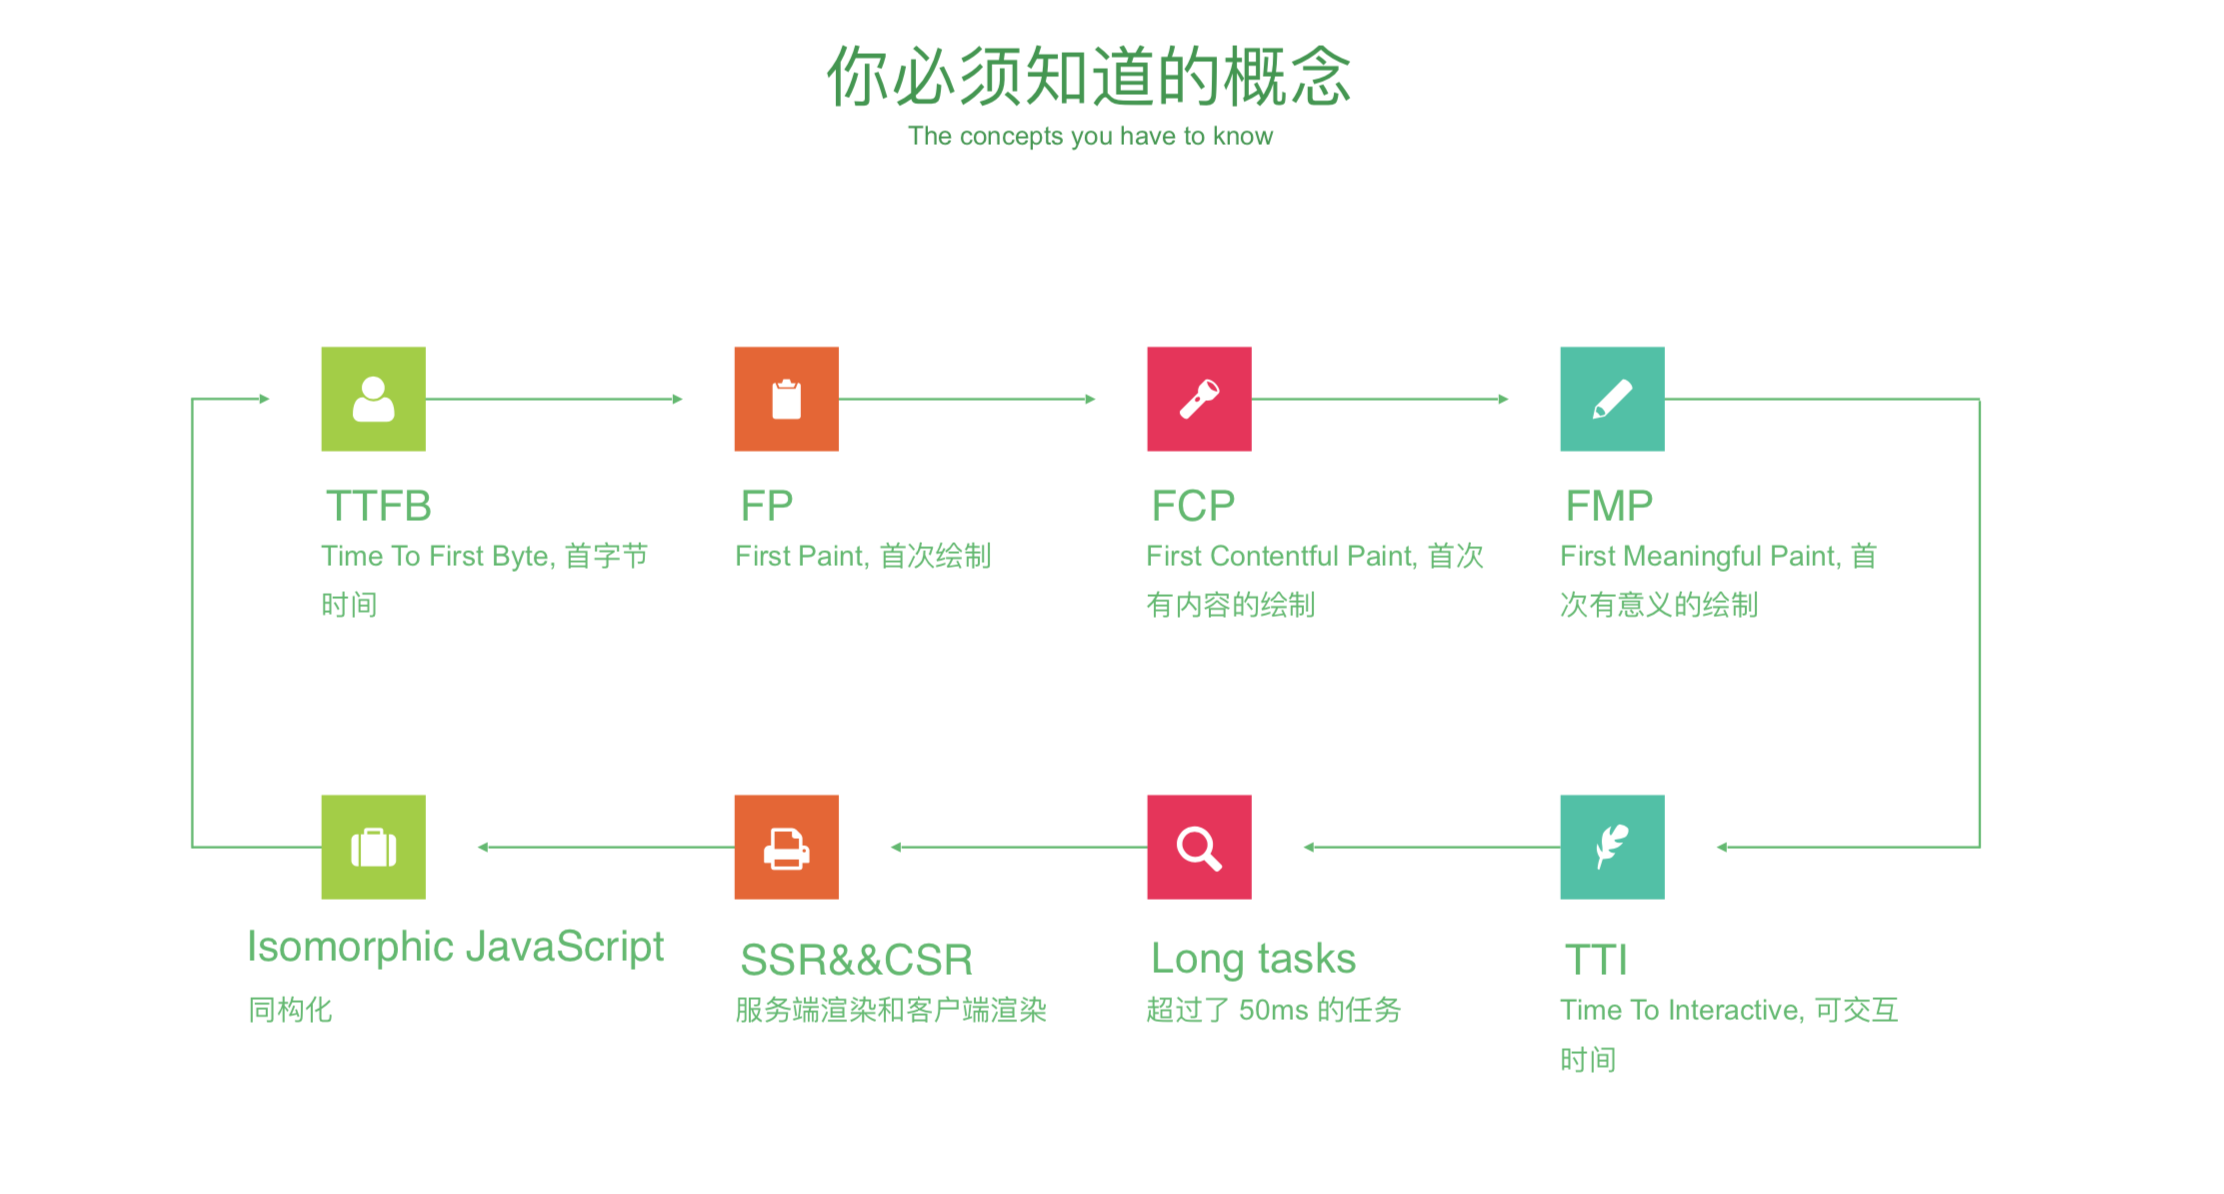 你必须知道的概念
The concepts you have to know
TTFB
Time To First Byte, 首字节
时间
FP
First Paint, 首次绘制
FCP
First Contentful Paint, 首次
有内容的绘制
FMP
First Meaningful Paint, 首
次有意义的绘制
Isomorphic JavaScript
同构化
SSR&&CSR
服务端渲染和客户端渲染
Long tasks
超过了 50ms 的任务
TTI
Time To Interactive, 可交互
时间